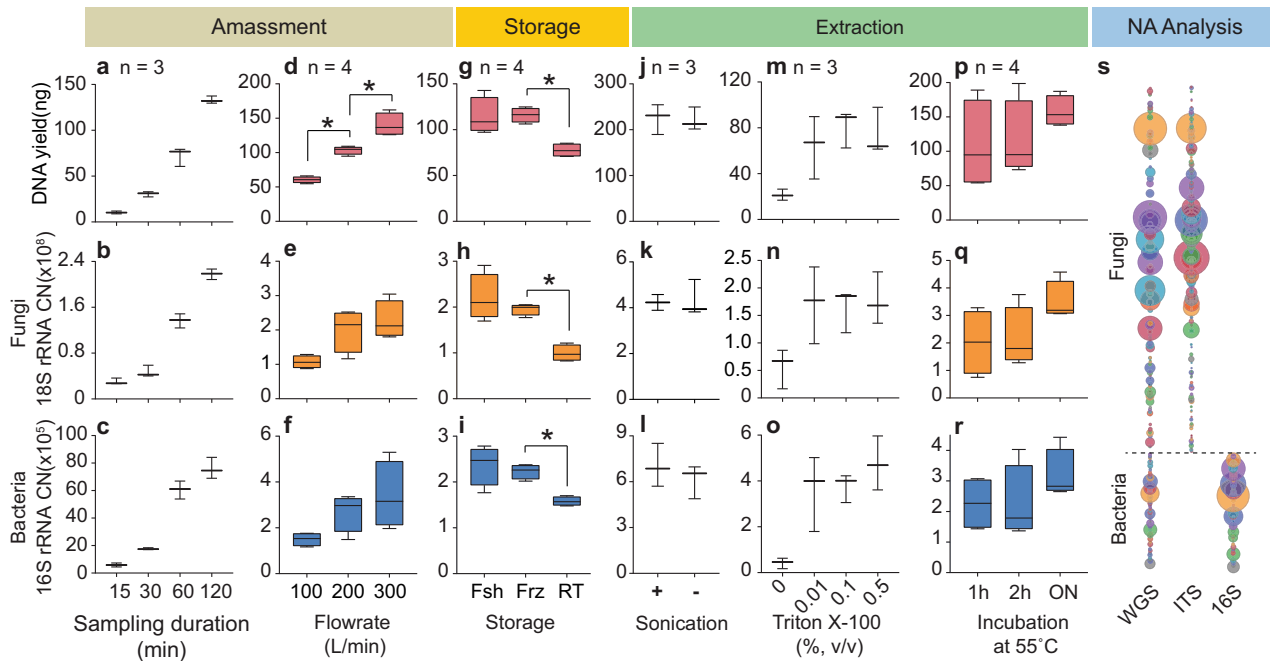 Amassment
Storage
Extraction
NA Analysis
a n = 3
d n = 4
g n = 4
j n = 3
m n = 3
p n = 4
s
DNA yield(ng)
150
100
50
0
200
150
100
50
0
*
*
200
150
100
50
0
*
300
200
100
0
120
80
40
0
200
150
100
50
0
b
e
h
k
n
q
Fungi
18S rRNA CN(x10⁸)
2.4
1.6
0.8
0
4
3
2
1
0
3
2
1
0
*
6
4
2
0
2.5
2.0
1.5
1.0
0.5
0
5
4
3
2
1
0
c
f
i
l
o
r
Bacteria
16S rRNA CN(x10⁵)
100
80
60
40
20
0
6
4
2
0
3
2
1
0
*
9
6
3
0
6
4
2
0
5
4
3
2
1
0
Fungi
Bacteria
15 30 60 120
100 200 300
Fsh Frz RT
+ -
0 0.01 0.1 0.5
1h 2h ON
WGS ITS 16S
Sampling duration
(min)
Flowrate
(L/min)
Storage
Sonication
Triton X-100
(%, v/v)
Incubation
at 55˚C